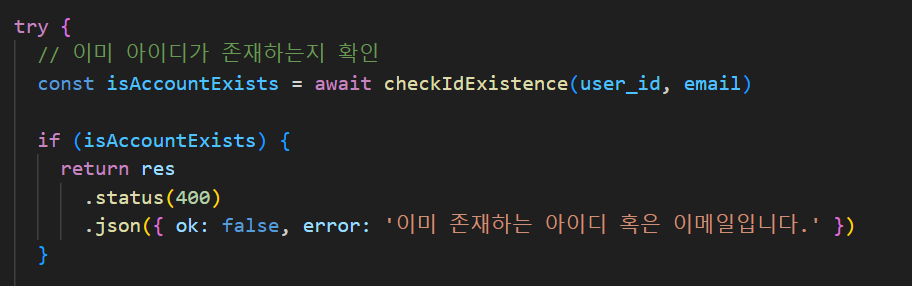 try {
// 이미 아이디가 존재하는지 확인
const isAccountExists = await checkIdExistence(user_id, email)
if (isAccountExists) {
return res
.status(400)
.json({ ok: false, error: '이미 존재하는 아이디 혹은 이메일입니다.' })
}